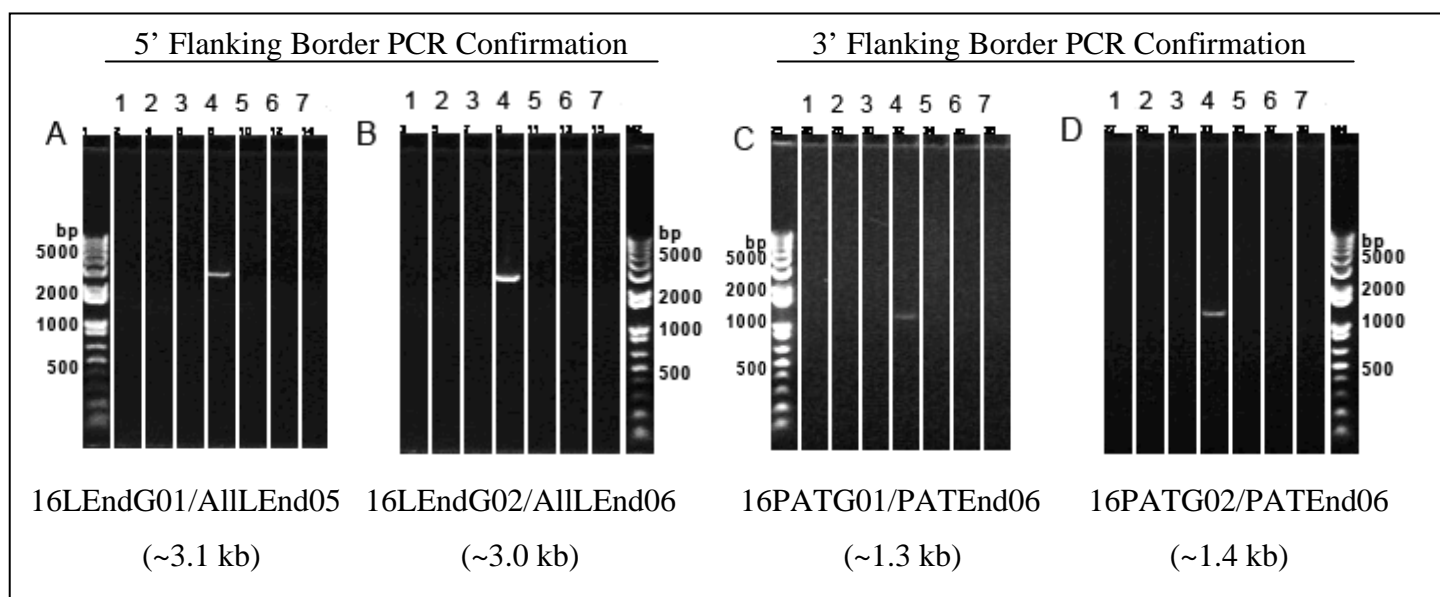 5’ Flanking Border PCR Confirmation
3’ Flanking Border PCR Confirmation
1 2 3 4 5 6 7
1 2 3 4 5 6 7
1 2 3 4 5 6 7
1 2 3 4 5 6 7
A
B
C
D
bp
5000
2000
1000
500
bp
5000
2000
1000
500
bp
5000
2000
1000
500
bp
5000
2000
1000
500
16LEndG01/AllLEnd05
16LEndG02/AllLEnd06
16PATG01/PATEnd06
16PATG02/PATEnd06
(~3.1 kb)
(~3.0 kb)
(~1.3 kb)
(~1.4 kb)